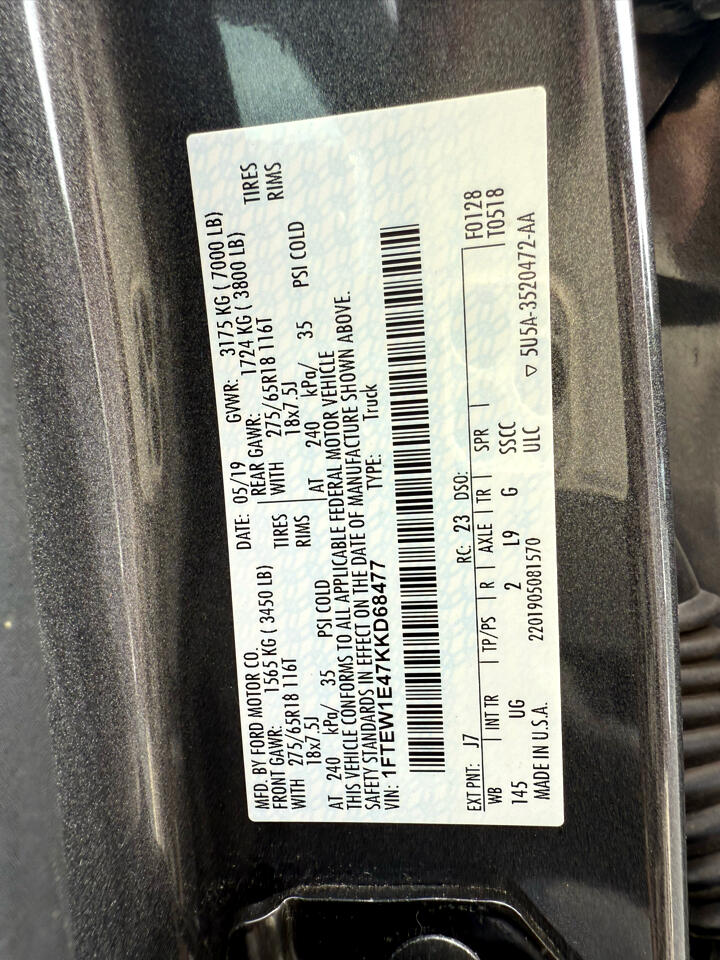 MFD. BY FORD MOTOR CO.
DATE: 05/19 GVWR: 3175 KG ( 7000 LB)
FRONT GAWR: 1565 KG ( 3450 LB) REAR GAWR: 1724 KG ( 3800 LB)
WITH 275/65R18 116T TIRES WITH 275/65R18 116T TIRES
18x7.5J RIMS 18x7.5J RIMS
AT 240 kPa/ 35 PSI COLD AT 240 kPa/ 35 PSI COLD
THIS VEHICLE CONFORMS TO ALL APPLICABLE FEDERAL MOTOR VEHICLE
SAFETY STANDARDS IN EFFECT ON THE DATE OF MANUFACTURE SHOWN ABOVE.
VIN: 1FTEW1E47KKD68477 TYPE: Truck
EXT PNT: J7 RC: 23 DSO: F0128
WB INT TR TP/PS R AXLE TR SPR T0518
145 UG 2 L9 G SSCC
MADE IN U.S.A. 2201905081570 ULC ▽ 5U5A-3520472-AA